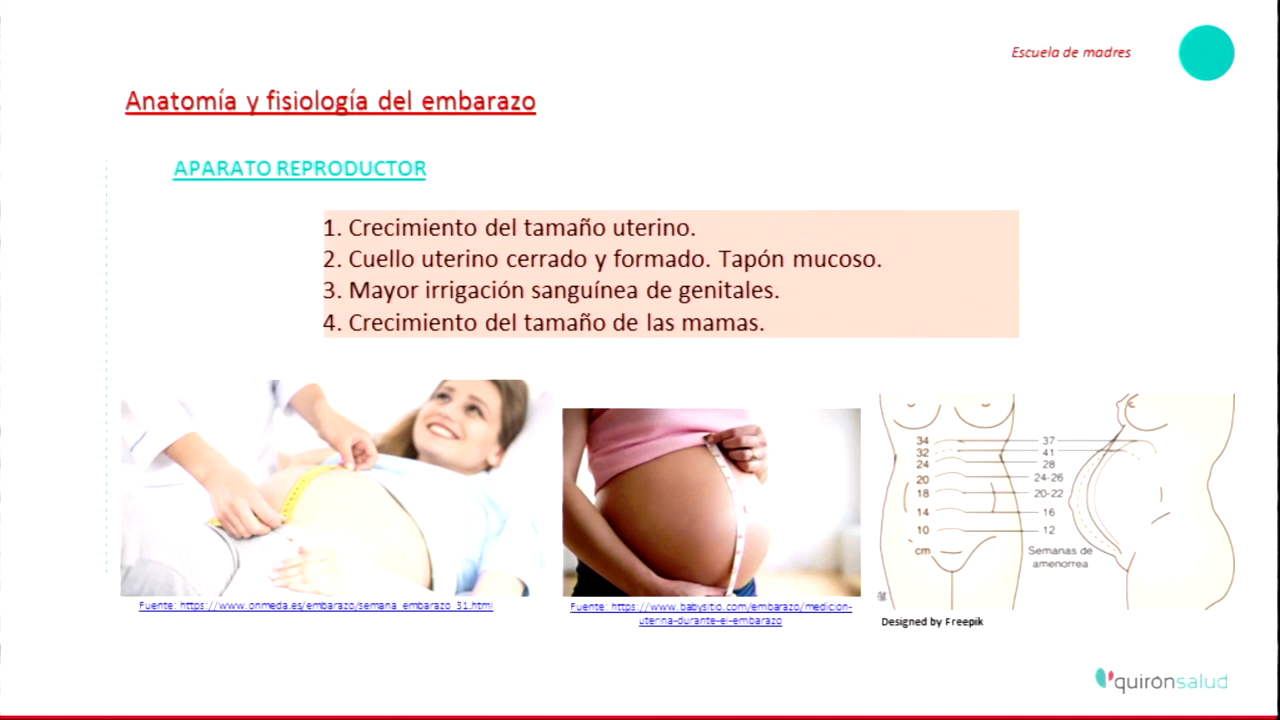 Escuela de madres
Anatomía y fisiología del embarazo
APARATO REPRODUCTOR
1. Crecimiento del tamaño uterino.
2. Cuello uterino cerrado y formado. Tapón mucoso.
3. Mayor irrigación sanguínea de genitales.
4. Crecimiento del tamaño de las mamas.
34 37
32 41
24 28
20 24-26
18 20-22
14 16
10 12
cm Semanas de
amenorrea
Fuente: https://www.onmeda.es/embarazo/semana_embarazo_31.html
Fuente: https://www.babysitio.com/embarazo/medicion-
uterina-durante-el-embarazo
Designed by Freepik
quirónsalud